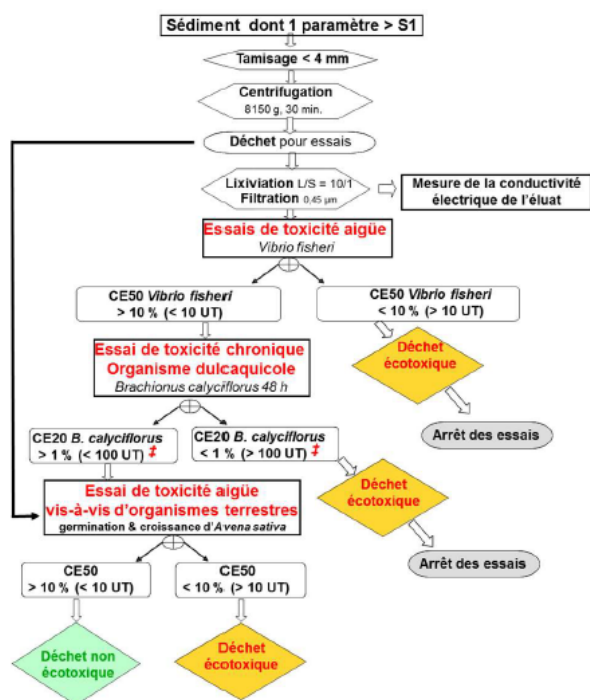 Sédiment dont 1 paramètre > S1
Tamisage < 4 mm
Centrifugation
8150 g, 30 min.
Déchet pour essais
Lixiviation L/S = 10/1
Filtration 0,45 µm
Mesure de la conductivité
électrique de l'éluat
Essais de toxicité aigüe
Vibrio fisheri
CE50 Vibrio fisheri
> 10 % (< 10 UT)
CE50 Vibrio fisheri
< 10 % (> 10 UT)
Essai de toxicité chronique
Organisme dulcaquicole
Brachionus calyciflorus 48 h
Déchet
écotoxique
Arrêt des essais
CE20 B. calyciflorus
> 1 % (< 100 UT) ‡
CE20 B. calyciflorus
< 1 % (> 100 UT) ‡
Essai de toxicité aigüe
vis-à-vis d'organismes terrestres
germination & croissance d'Avena sativa
Déchet
écotoxique
Arrêt des essais
CE50
> 10 % (< 10 UT)
CE50
< 10 % (> 10 UT)
Déchet non
écotoxique
Déchet
écotoxique